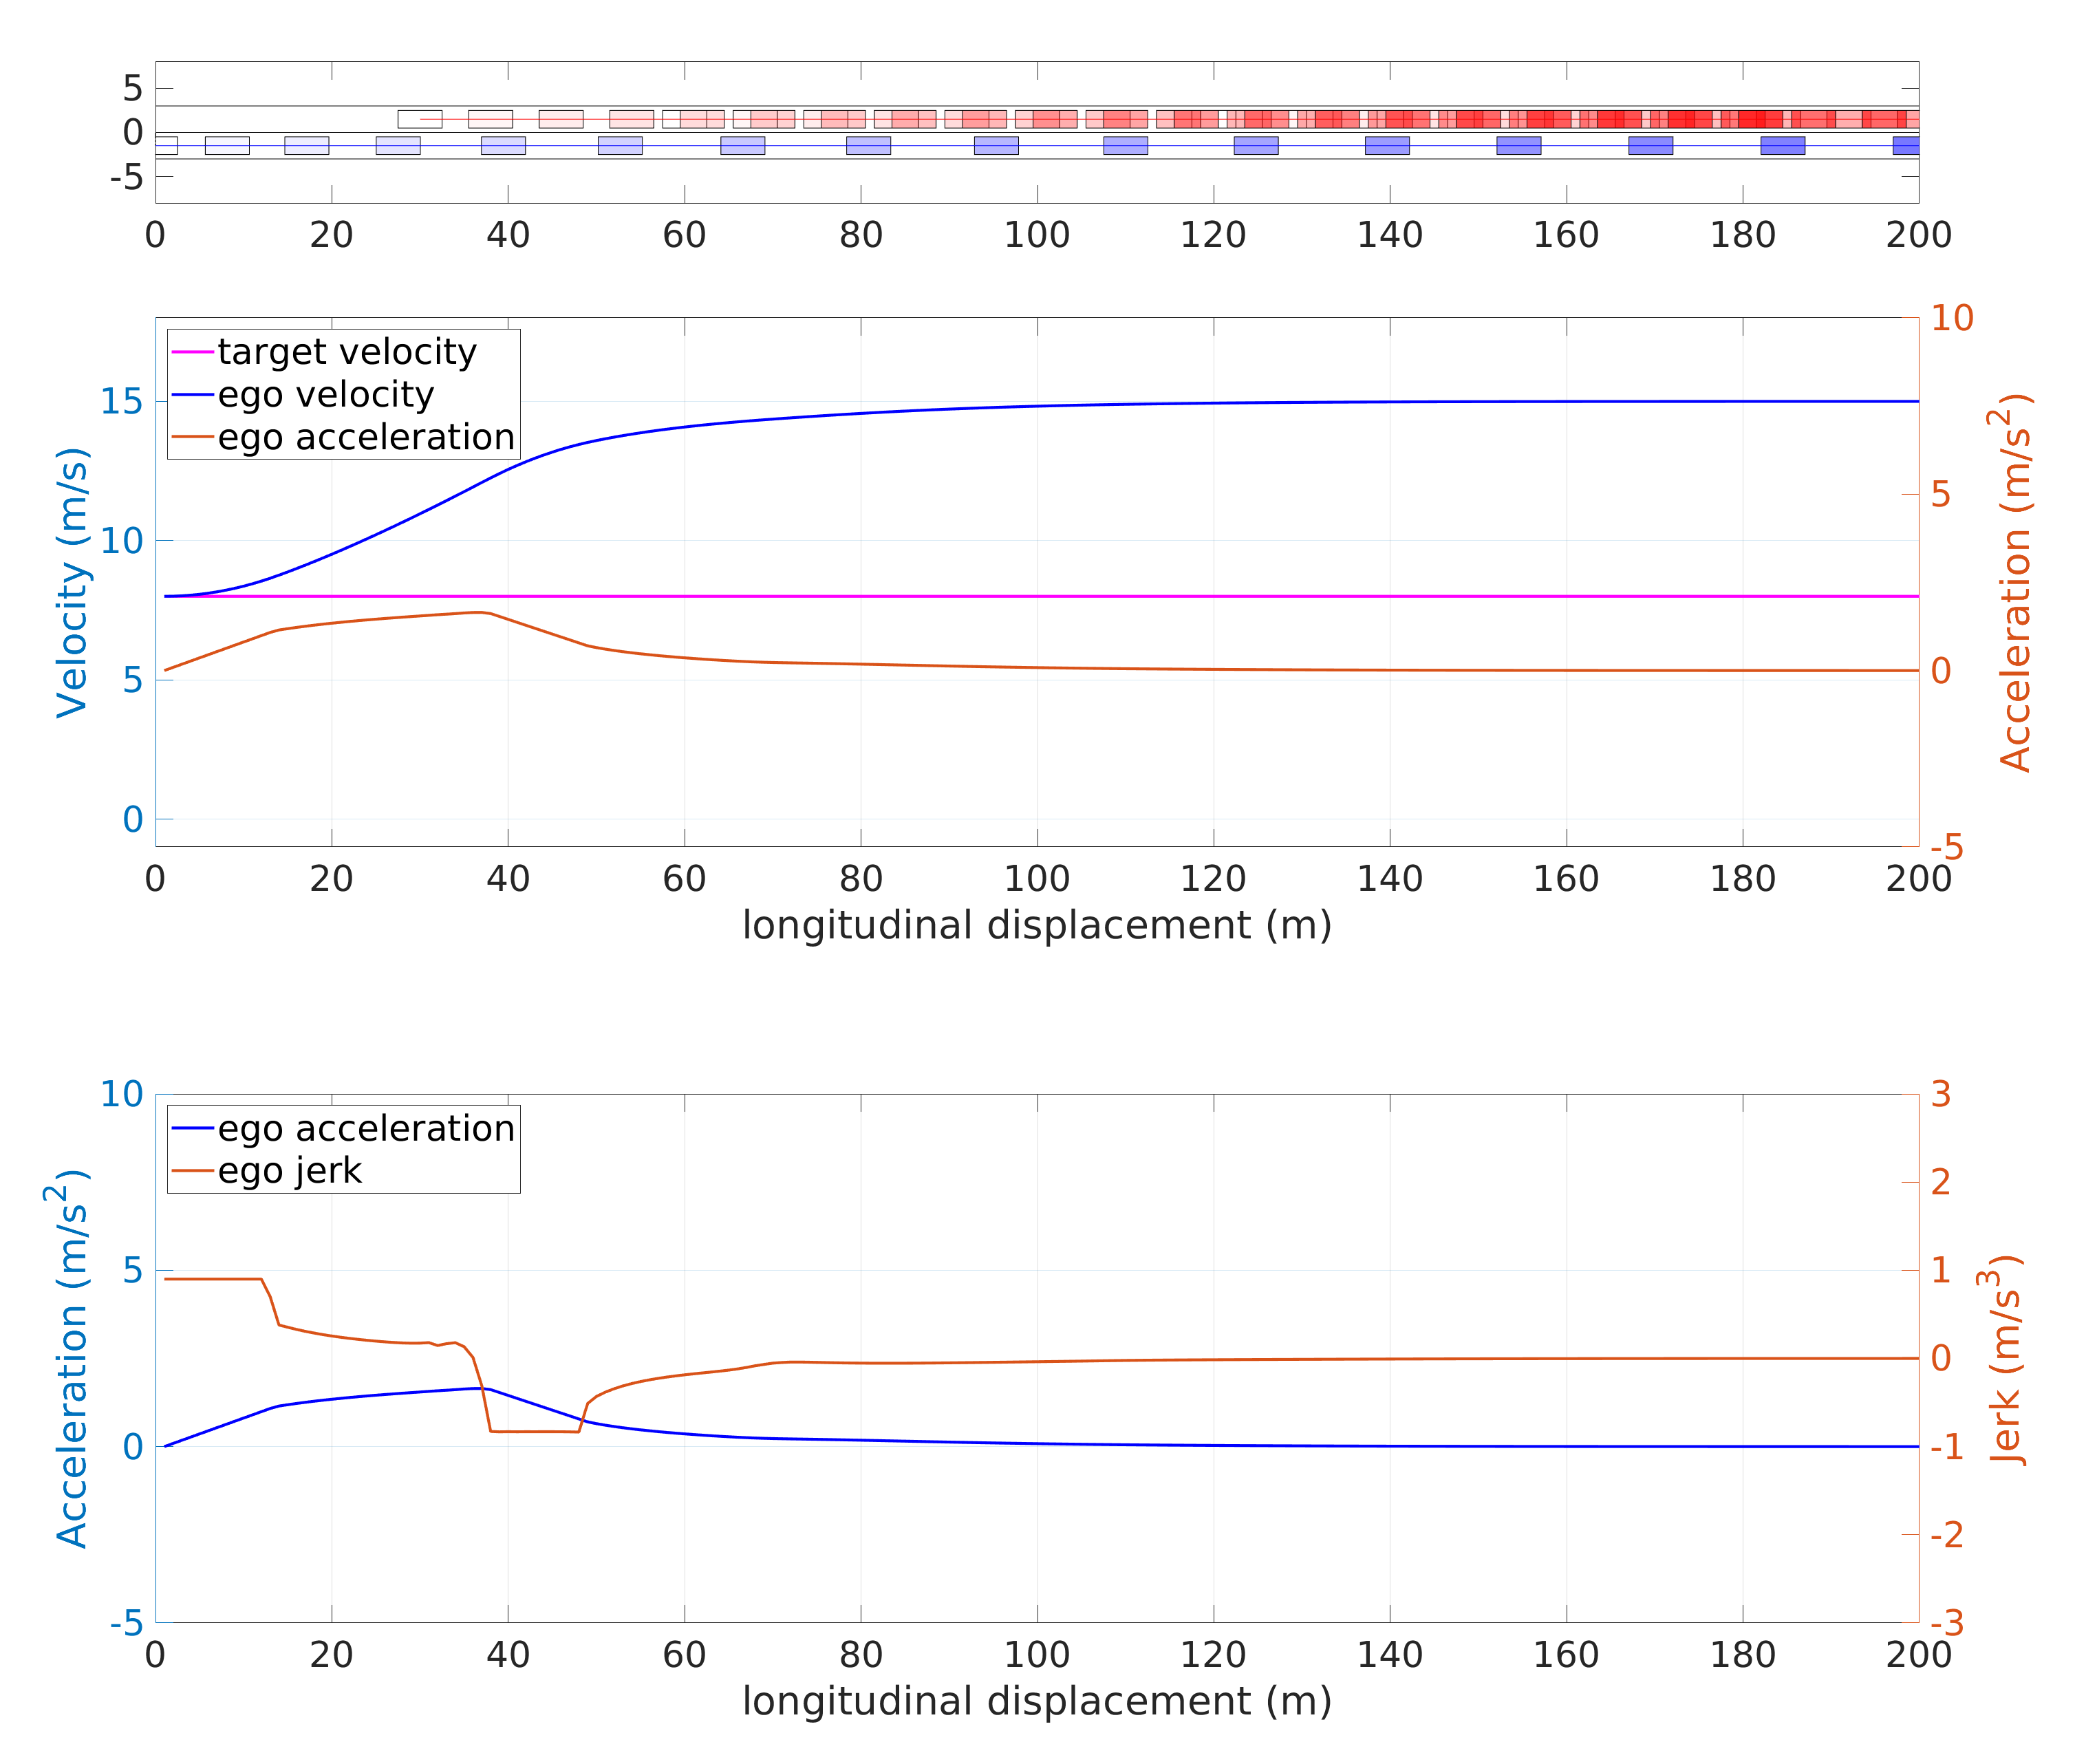 5
0
-5
0 20 40 60 80 100 120 140 160 180 200
target velocity
ego velocity
ego acceleration
Velocity (m/s)
15
10
5
0
10
5
0
-5
Acceleration (m/s²)
0 20 40 60 80 100 120 140 160 180 200
longitudinal displacement (m)
ego acceleration
ego jerk
Acceleration (m/s²)
10
5
0
-5
3
2
1
0
-1
-2
-3
Jerk (m/s³)
0 20 40 60 80 100 120 140 160 180 200
longitudinal displacement (m)